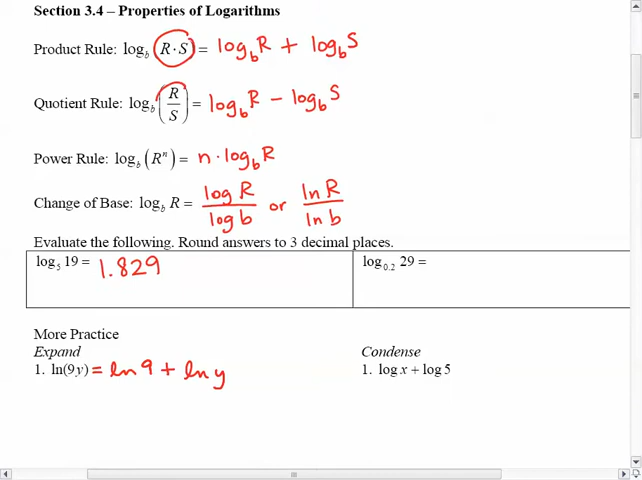 Section 3.4 – Properties of Logarithms
Product Rule: log_b (R·S) = log_b R + log_b S
Quotient Rule: log_b (R/S) = log_b R − log_b S
Power Rule: log_b (Rⁿ) = n·log_b R
Change of Base: log_b R = log R / log b or ln R / ln b
Evaluate the following. Round answers to 3 decimal places.
log₅ 19 = 1.829
log_0.2 29 =
More Practice
Expand
1. ln(9y) = ln 9 + ln y
Condense
1. log x + log 5